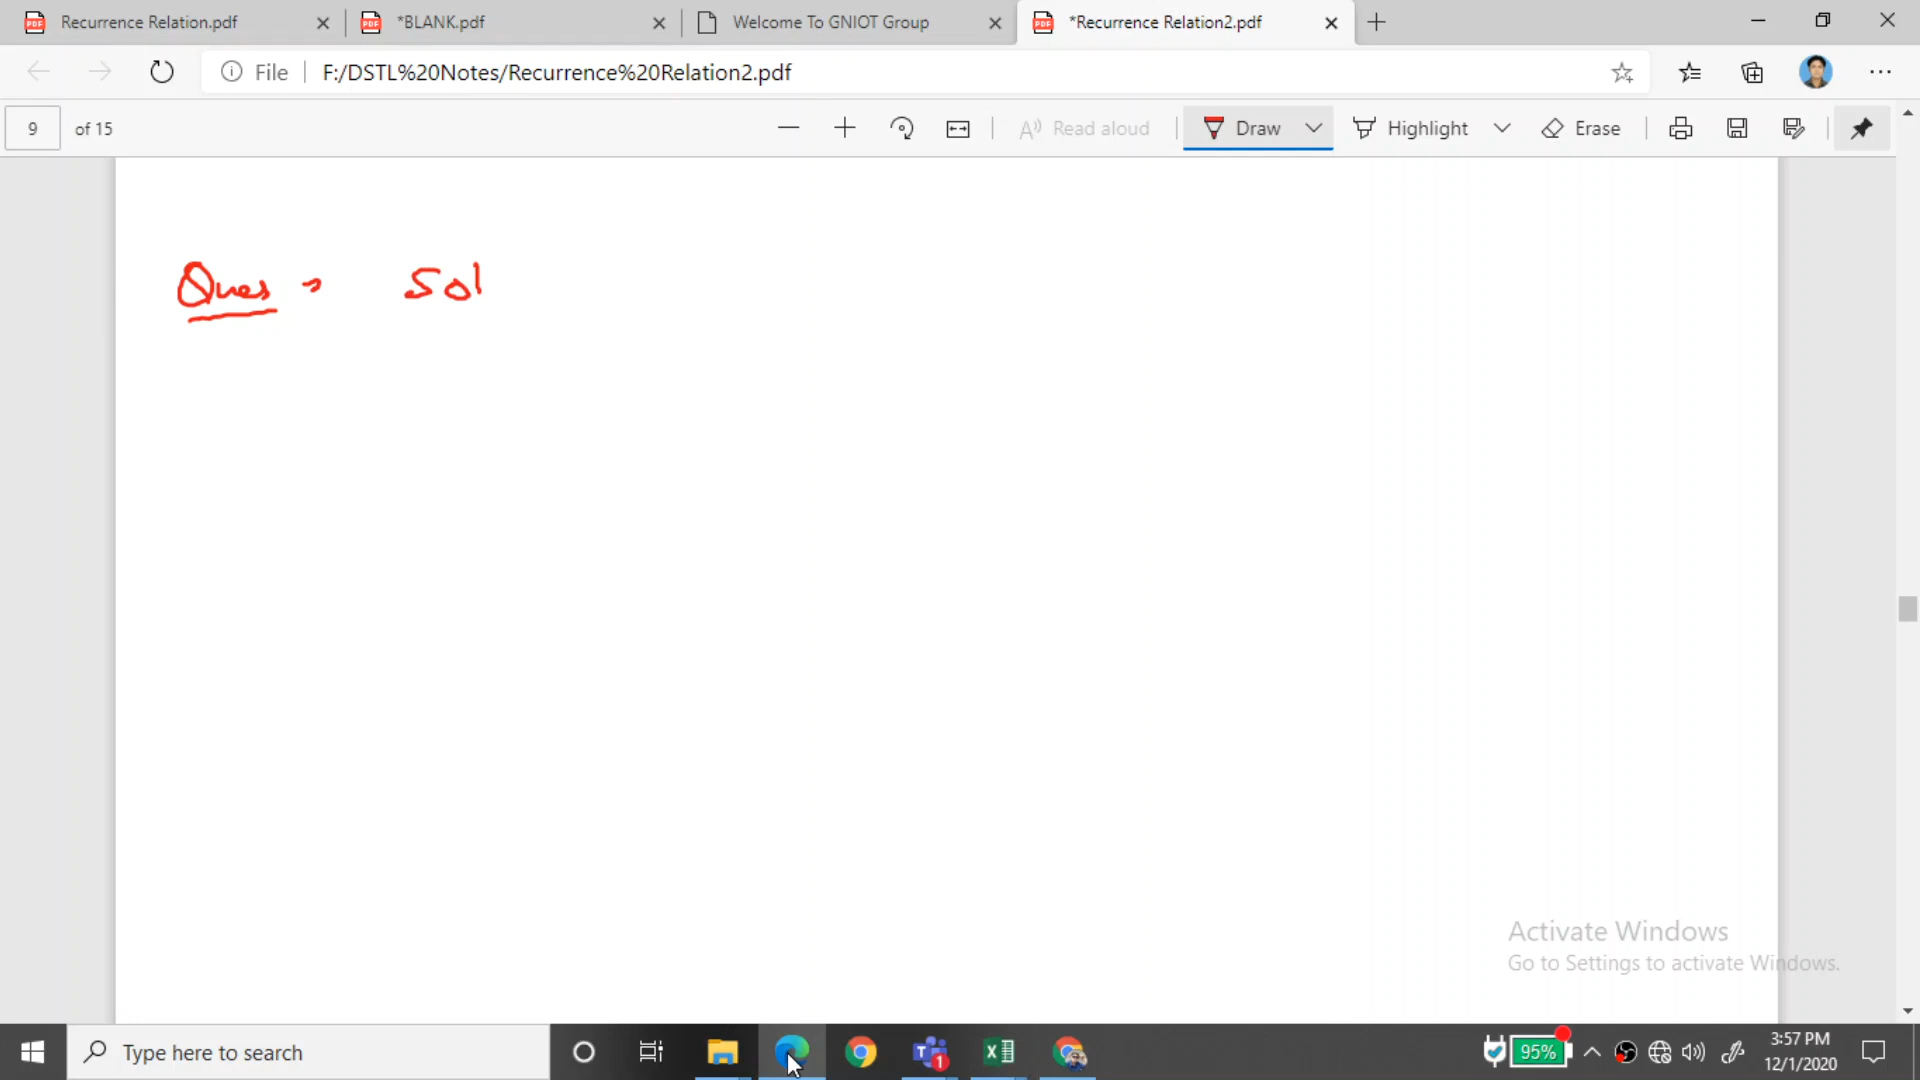 Recurrence Relation.pdf *BLANK.pdf Welcome To GNIOT Group *Recurrence Relation2.pdf
File F:/DSTL%20Notes/Recurrence%20Relation2.pdf
9 of 15 Read aloud Draw Highlight Erase
Ques → Sol
Activate Windows
Go to Settings to activate Windows.
Type here to search 1 95% 3:57 PM
12/1/2020